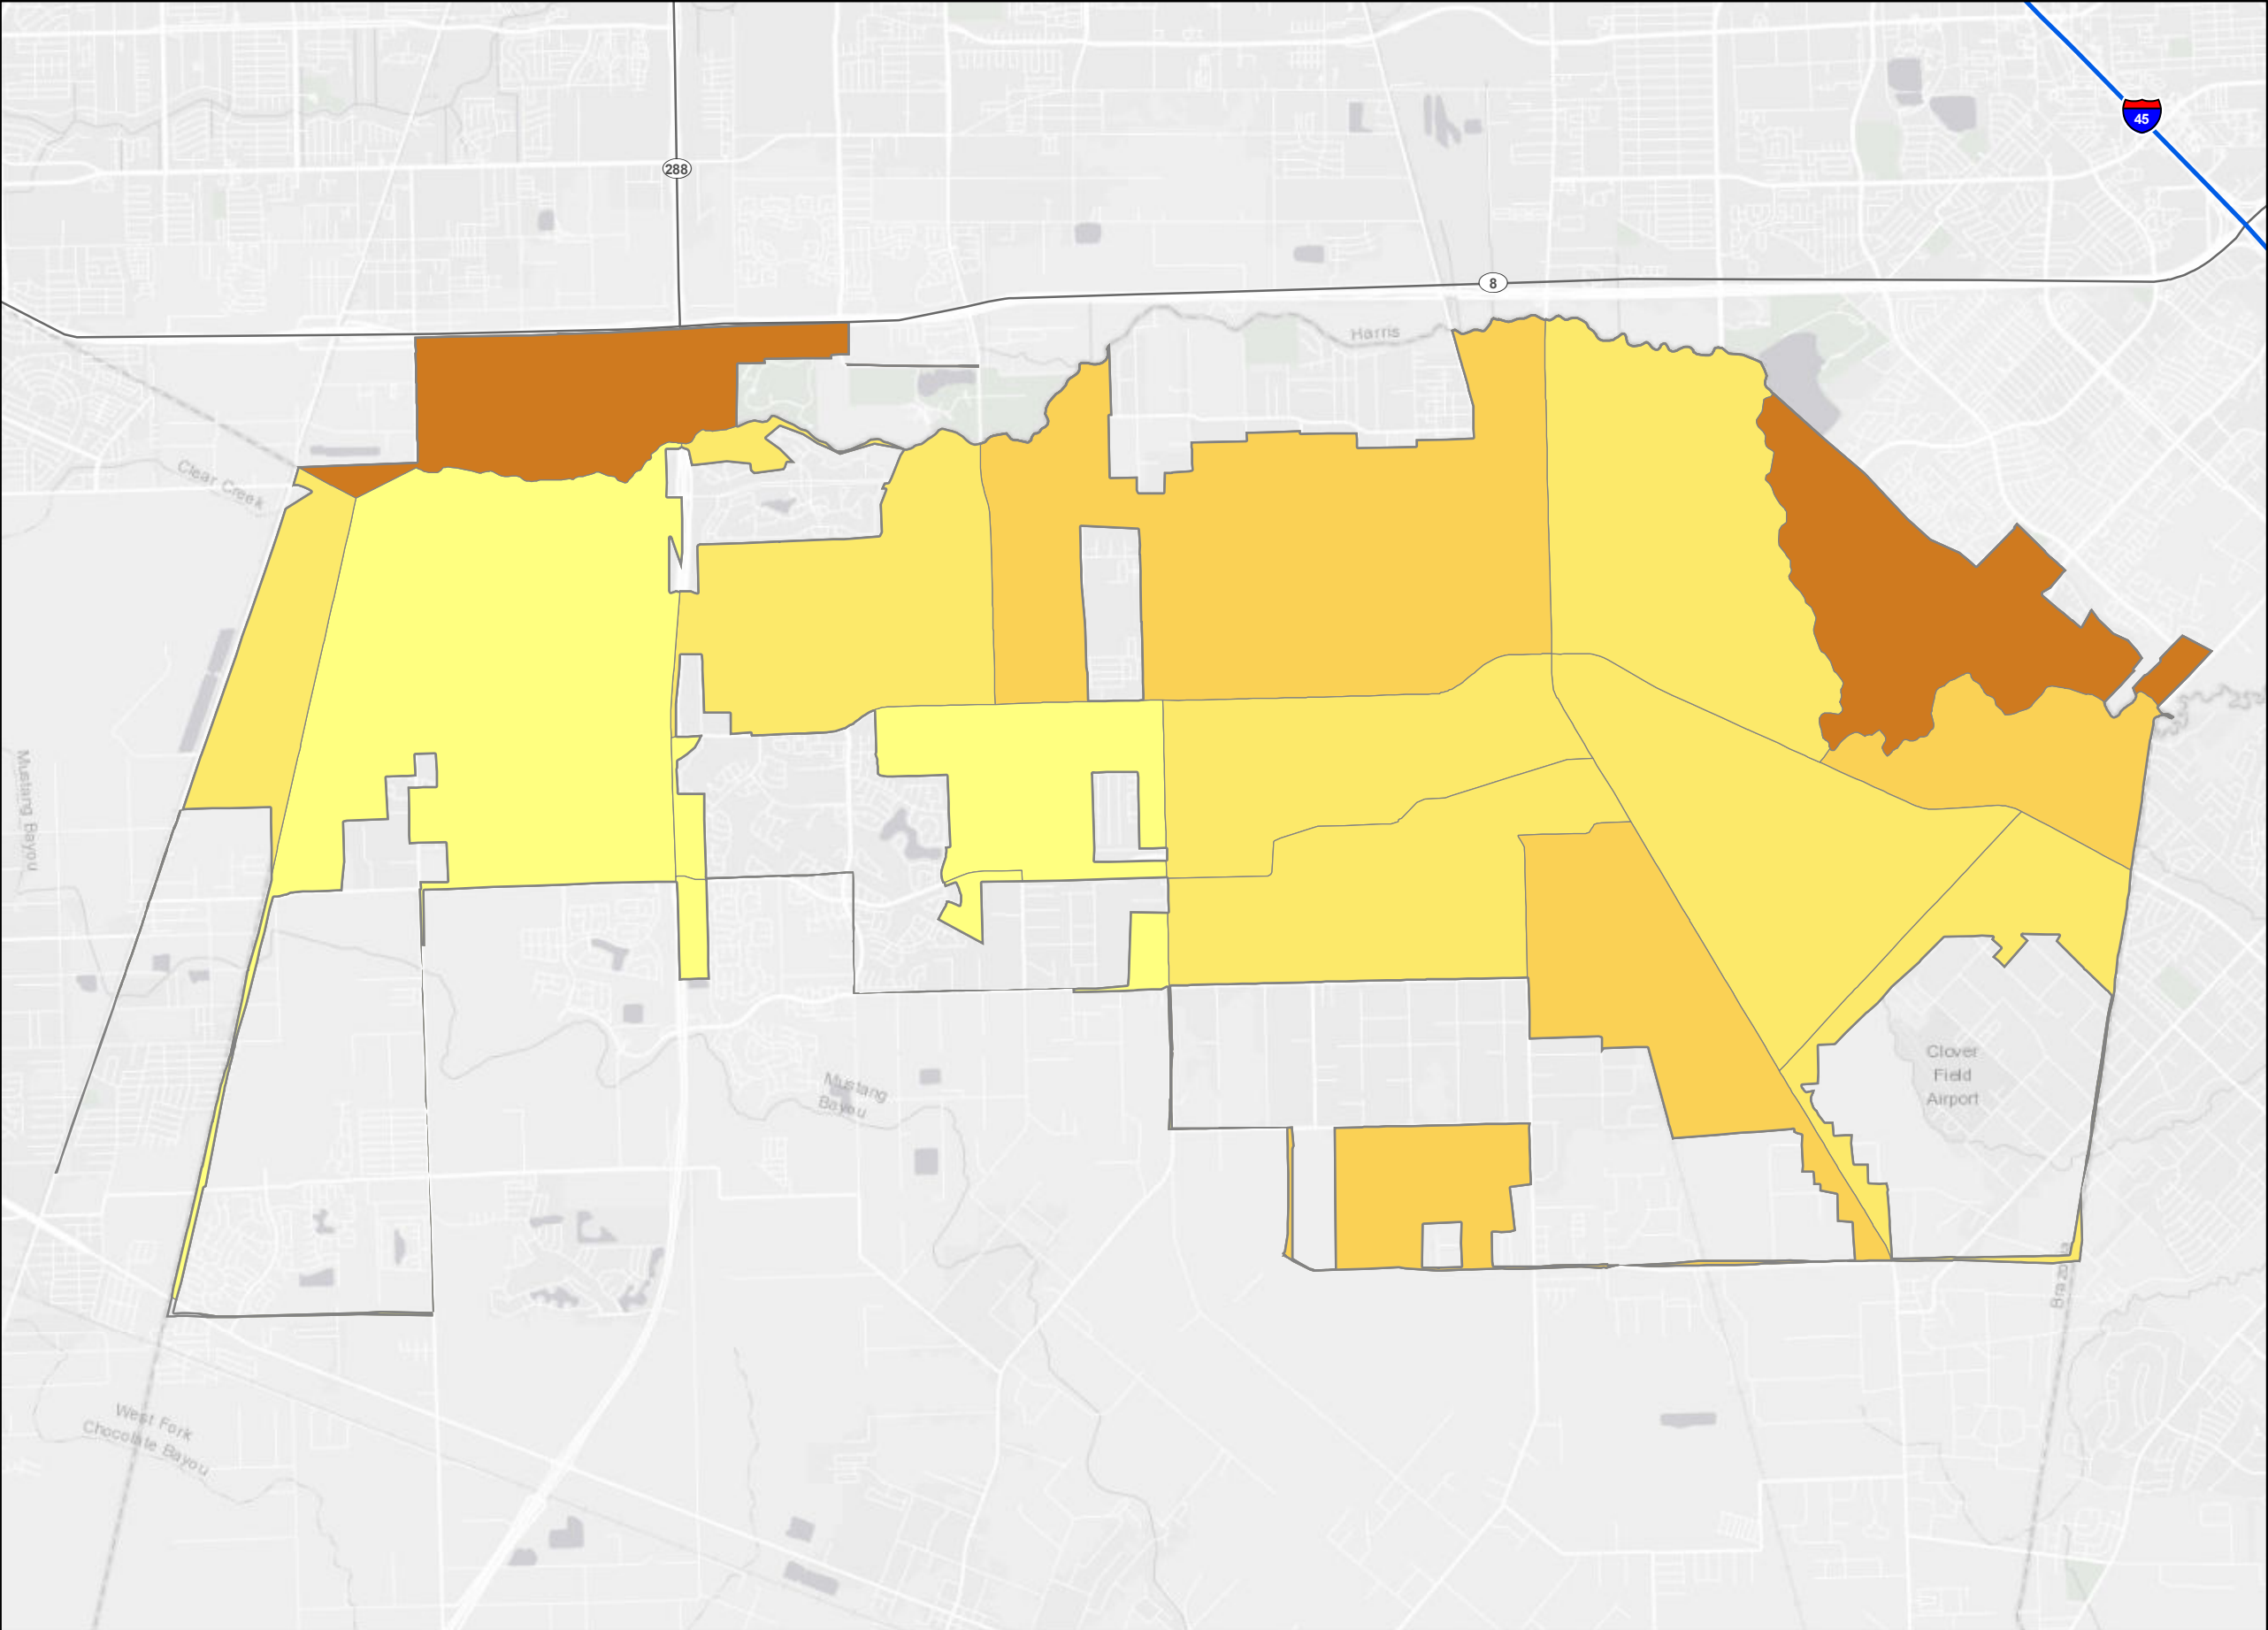 45
288
8
Harris
Clear Creek
Mustang Bayou
Clover
Field
Airport
Mustang
Bayou
West Fork
Chocolate Bayou